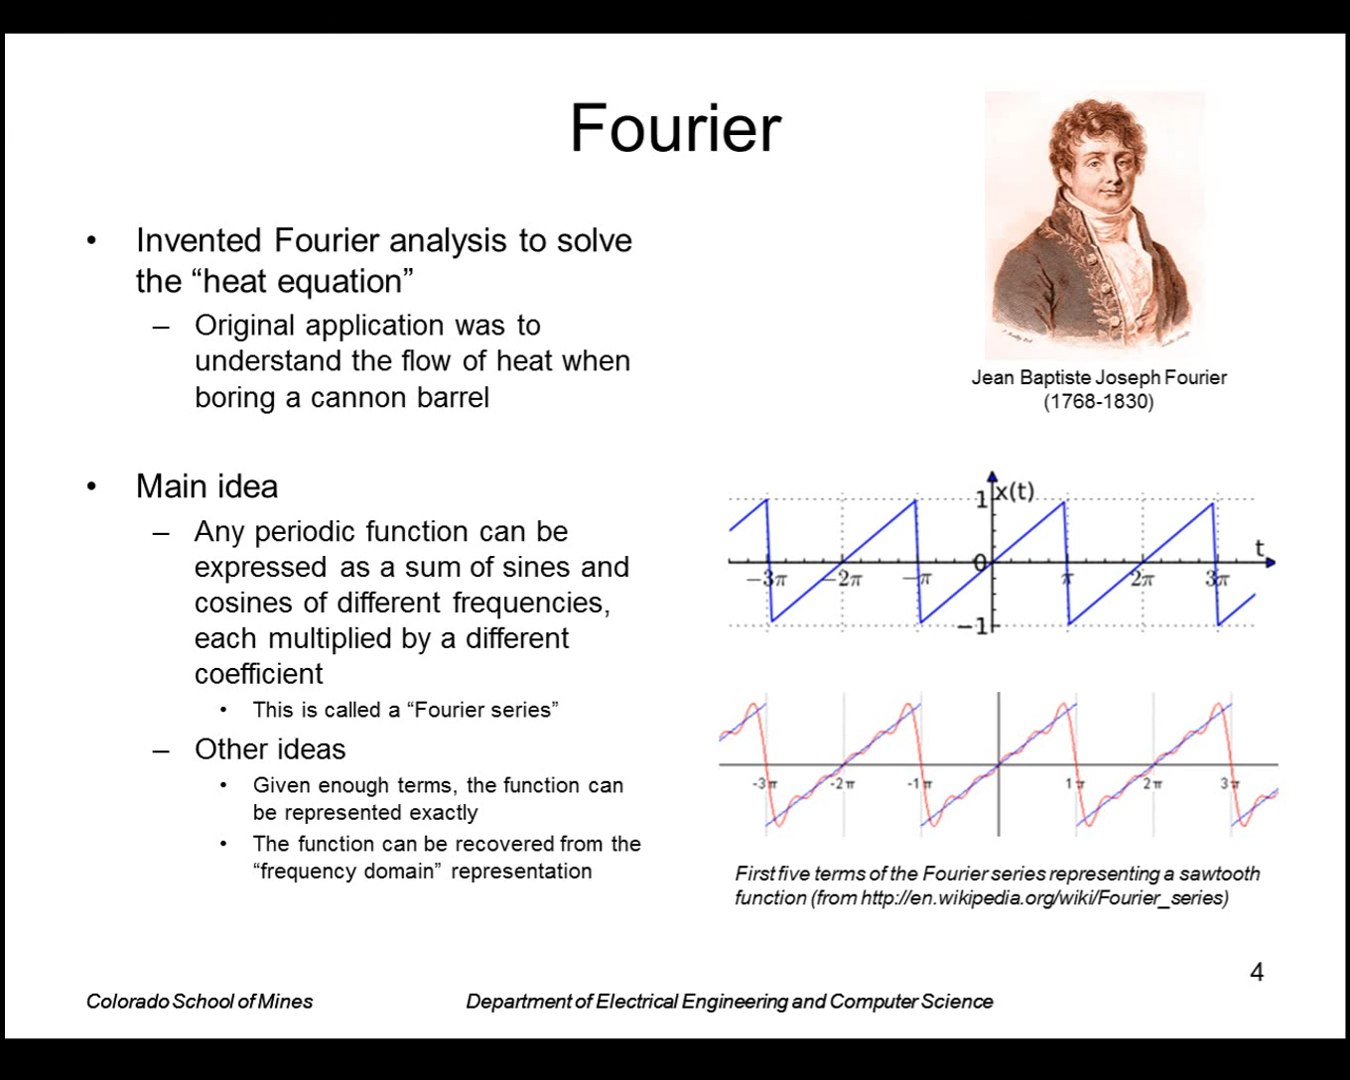 Fourier
• Invented Fourier analysis to solve
the “heat equation”
– Original application was to
understand the flow of heat when
boring a cannon barrel
• Main idea
– Any periodic function can be
expressed as a sum of sines and
cosines of different frequencies,
each multiplied by a different
coefficient
• This is called a “Fourier series”
– Other ideas
• Given enough terms, the function can
be represented exactly
• The function can be recovered from the
“frequency domain” representation
Jean Baptiste Joseph Fourier
(1768-1830)
1 x(t)
0 t
−3π −2π −π π 2π 3π
−1
-3π -2π -1π 1π 2π 3π
First five terms of the Fourier series representing a sawtooth
function (from http://en.wikipedia.org/wiki/Fourier_series)
4
Colorado School of Mines Department of Electrical Engineering and Computer Science